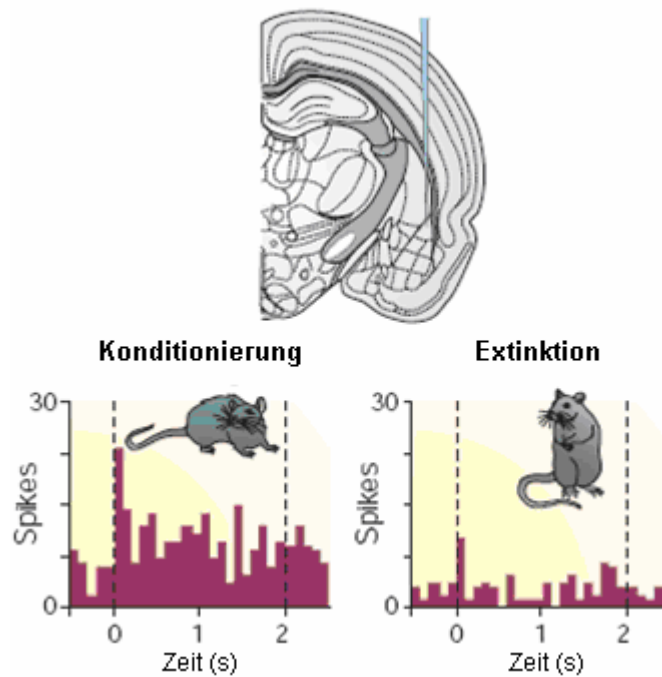 Konditionierung
Extinktion
30
Spikes
0
0
1
2
Zeit (s)
30
Spikes
0
0
1
2
Zeit (s)